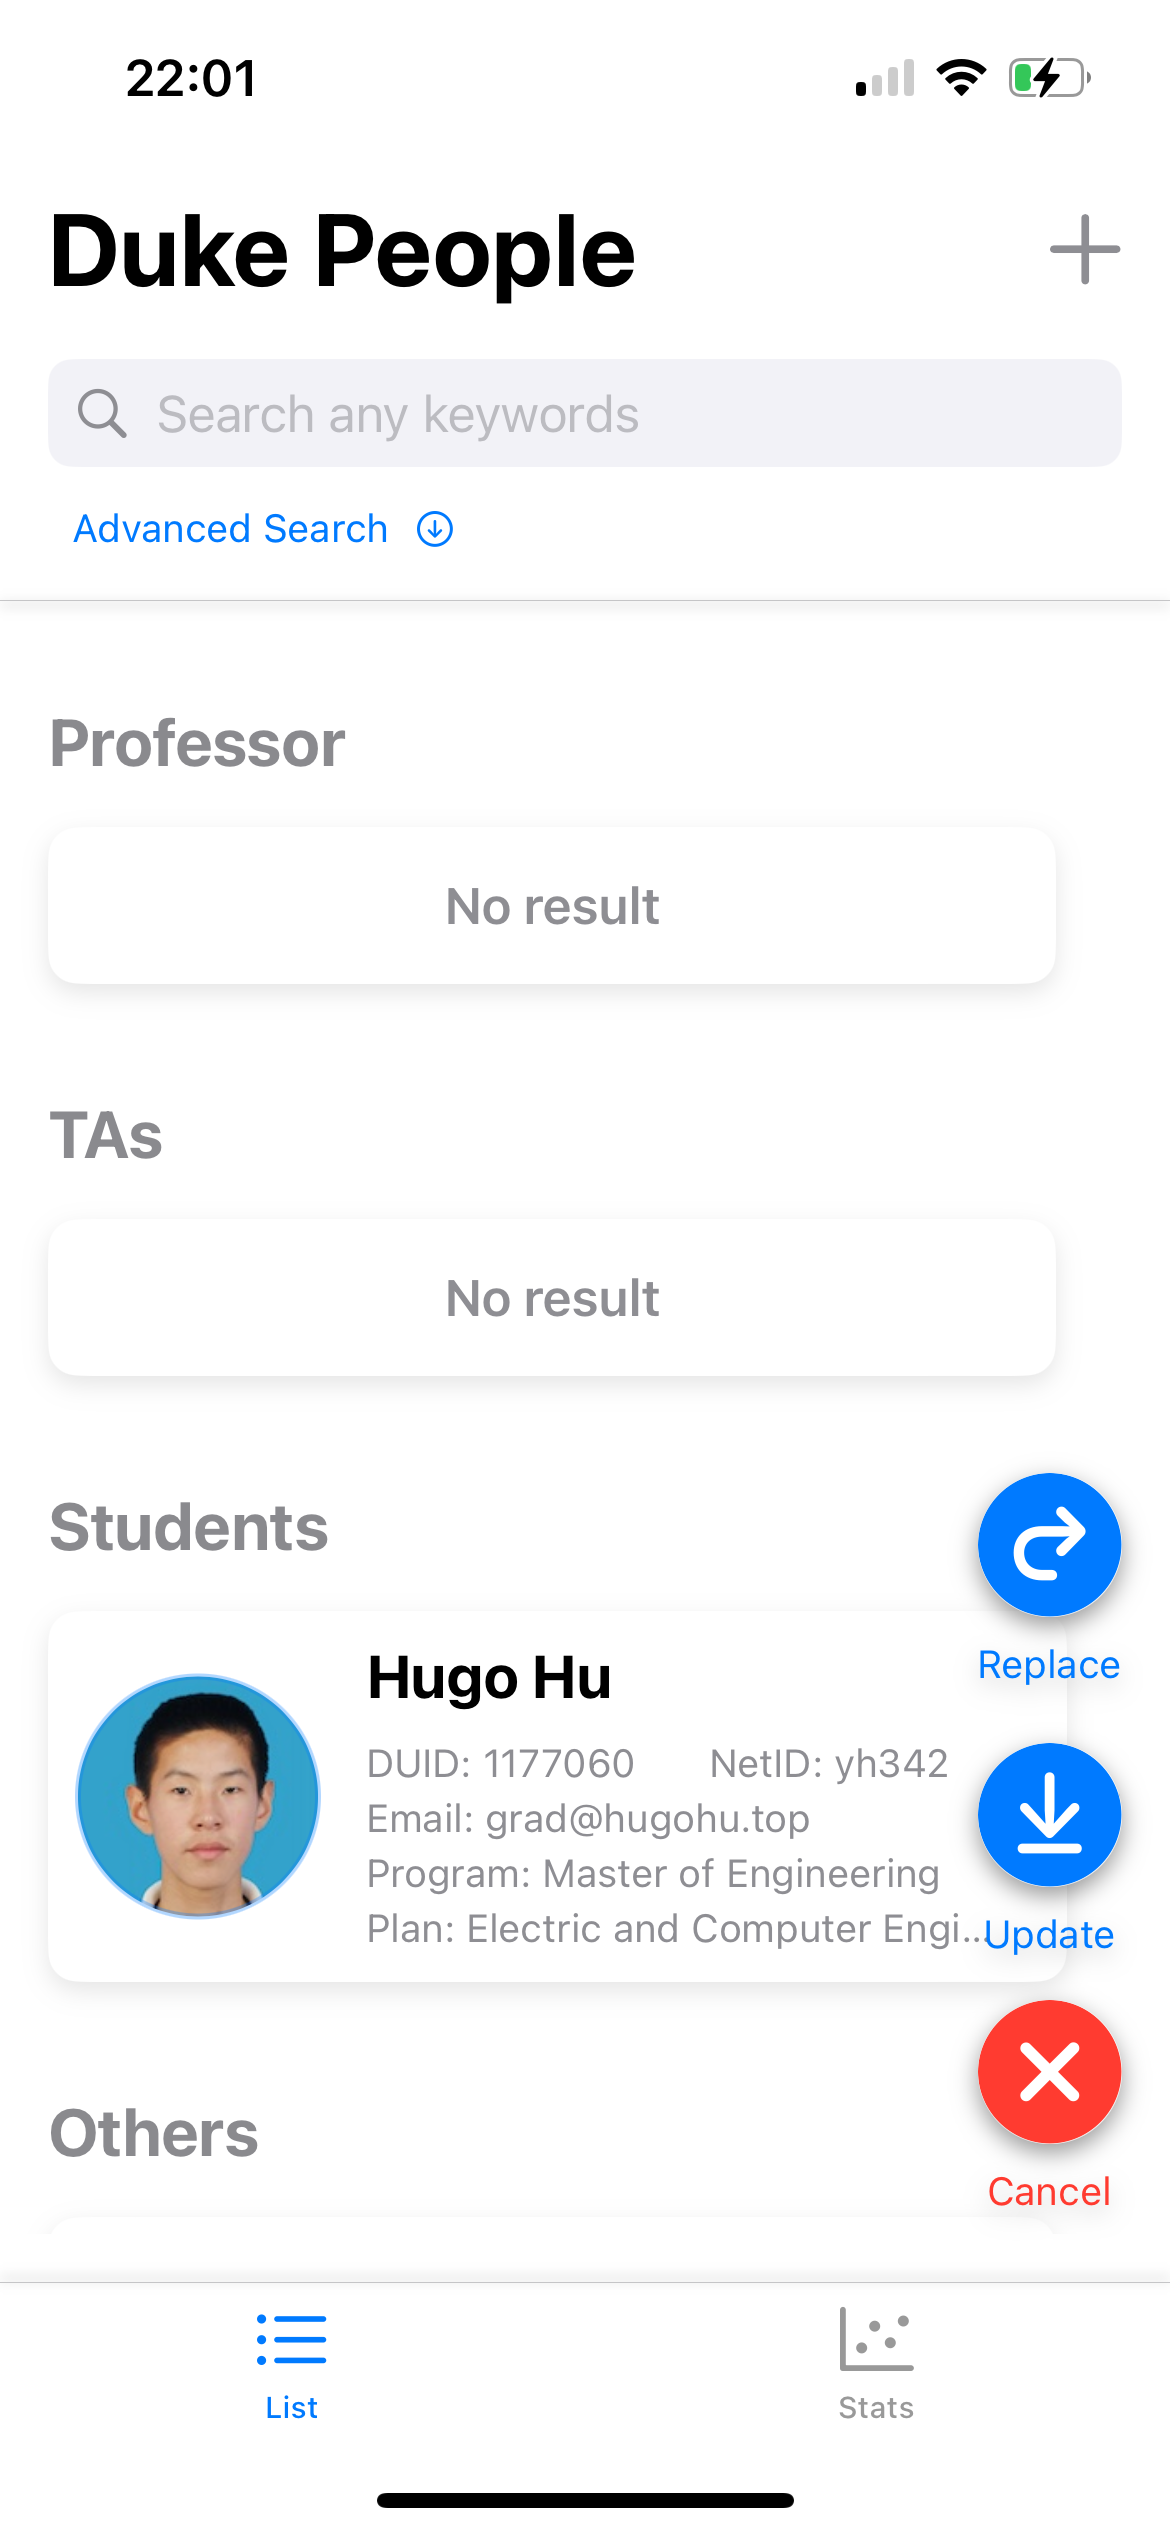 22:01
Duke People
Search any keywords
Advanced Search
Professor
No result
TAs
No result
Students
Replace
Hugo Hu
DUID: 1177060 NetID: yh342
Email: grad@hugohu.top
Program: Master of Engineering
Plan: Electric and Computer Engi...
Update
Cancel
Others
List
Stats